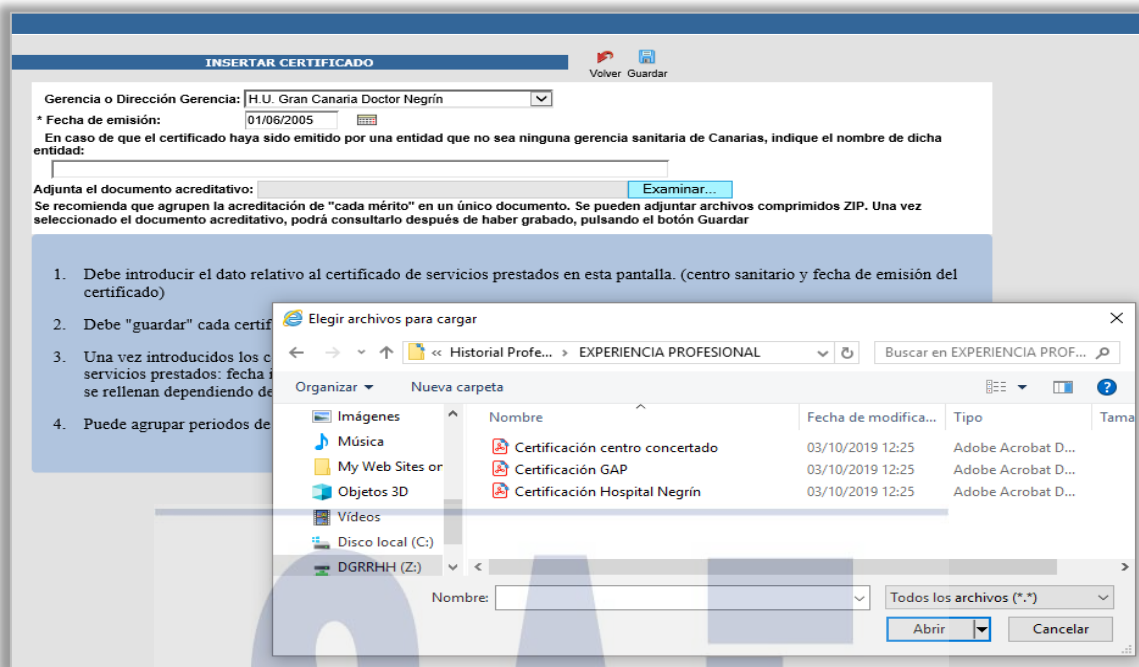 INSERTAR CERTIFICADO
Volver Guardar
Gerencia o Dirección Gerencia: H.U. Gran Canaria Doctor Negrín
* Fecha de emisión: 01/06/2005
En caso de que el certificado haya sido emitido por una entidad que no sea ninguna gerencia sanitaria de Canarias, indique el nombre de dicha
entidad:
Adjunta el documento acreditativo: Examinar...
Se recomienda que agrupen la acreditación de "cada mérito" en un único documento. Se pueden adjuntar archivos comprimidos ZIP. Una vez
seleccionado el documento acreditativo, podrá consultarlo después de haber grabado, pulsando el botón Guardar
1. Debe introducir el dato relativo al certificado de servicios prestados en esta pantalla. (centro sanitario y fecha de emisión del
certificado)
2. Debe "guardar" cada certif
3. Una vez introducidos los c
servicios prestados: fecha i
se rellenan dependiendo de
4. Puede agrupar periodos de
Elegir archivos para cargar
« Historial Profe... > EXPERIENCIA PROFESIONAL
Buscar en EXPERIENCIA PROF...
Organizar Nueva carpeta
Nombre Fecha de modifica... Tipo Tama
Imágenes
Música
My Web Sites on
Objetos 3D
Vídeos
Disco local (C:)
DGRRHH (Z:)
Certificación centro concertado 03/10/2019 12:25 Adobe Acrobat D...
Certificación GAP 03/10/2019 12:25 Adobe Acrobat D...
Certificación Hospital Negrín 03/10/2019 12:25 Adobe Acrobat D...
Nombre: Todos los archivos (*.*)
Abrir Cancelar